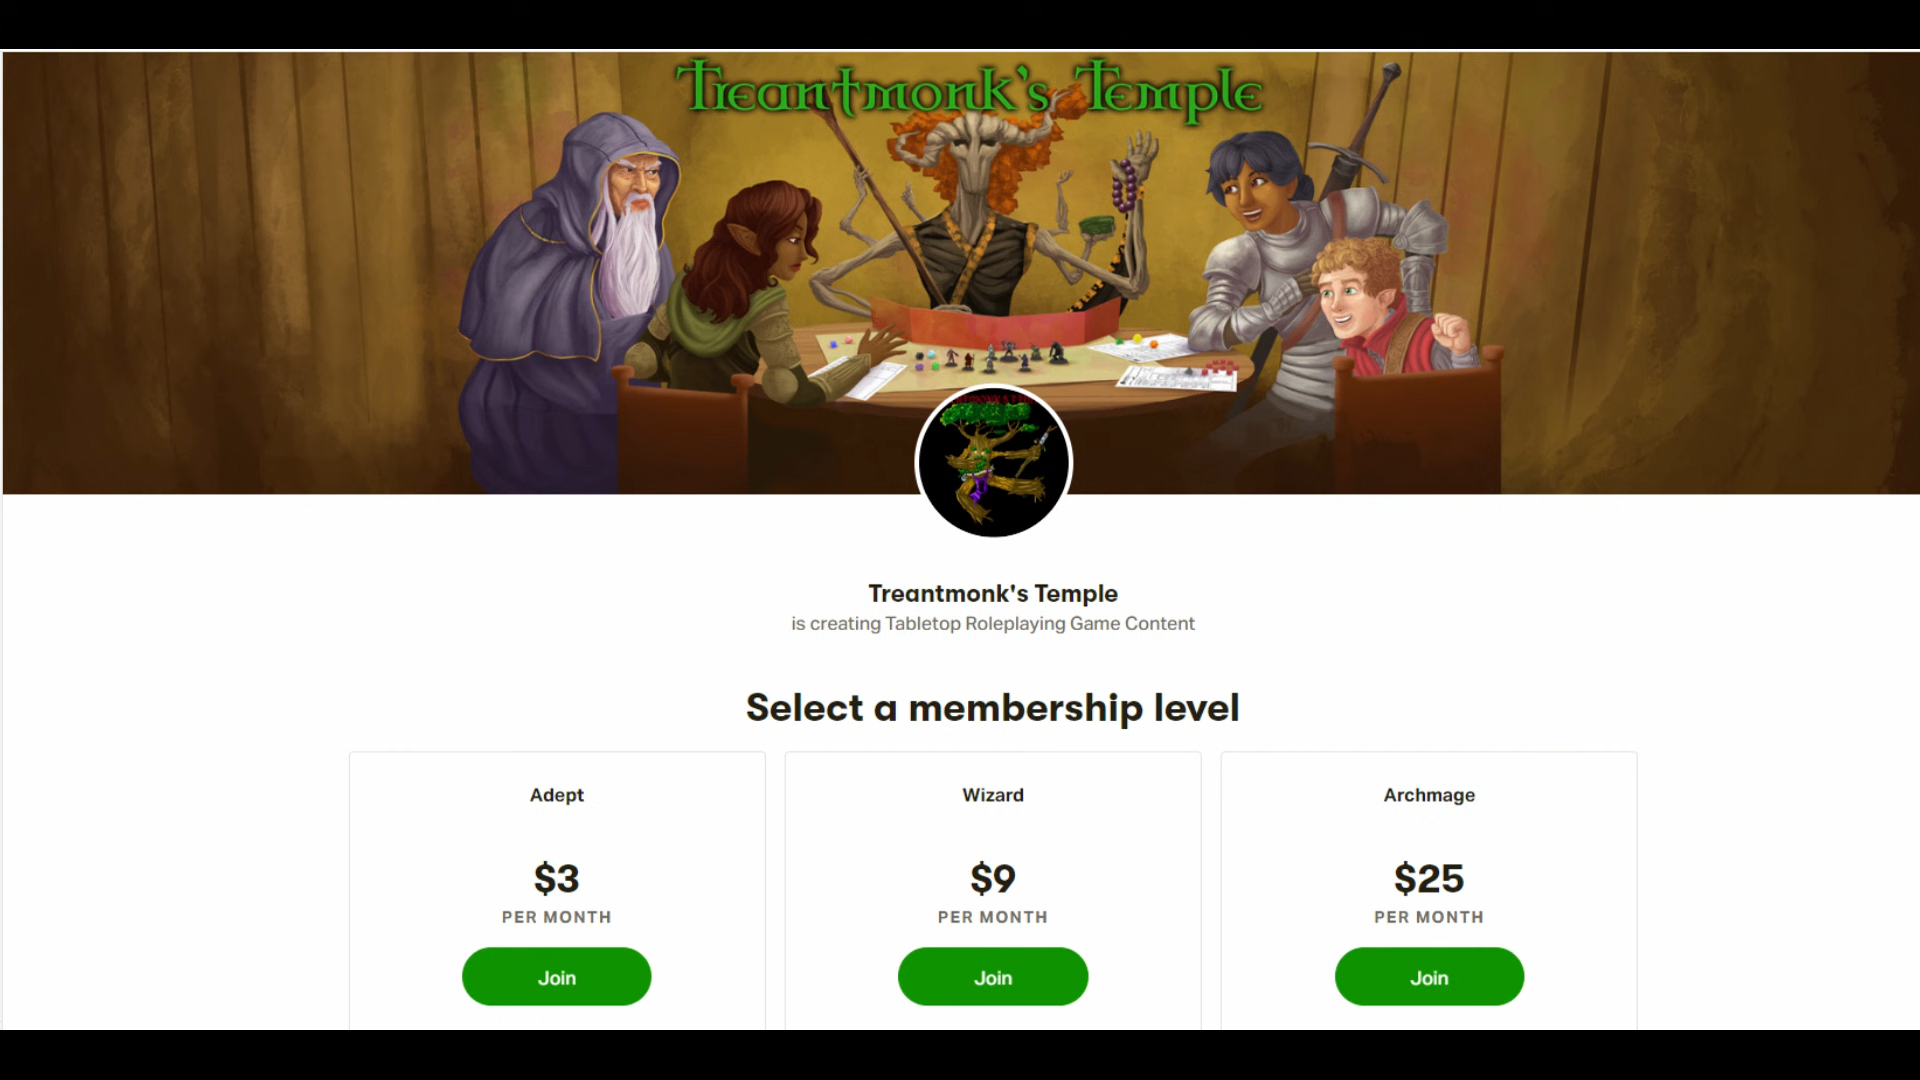 Treantmonk's Temple
Treantmonk's Temple
is creating Tabletop Roleplaying Game Content
Select a membership level
Adept
Wizard
Archmage
$3
$9
$25
PER MONTH
PER MONTH
PER MONTH
Join
Join
Join